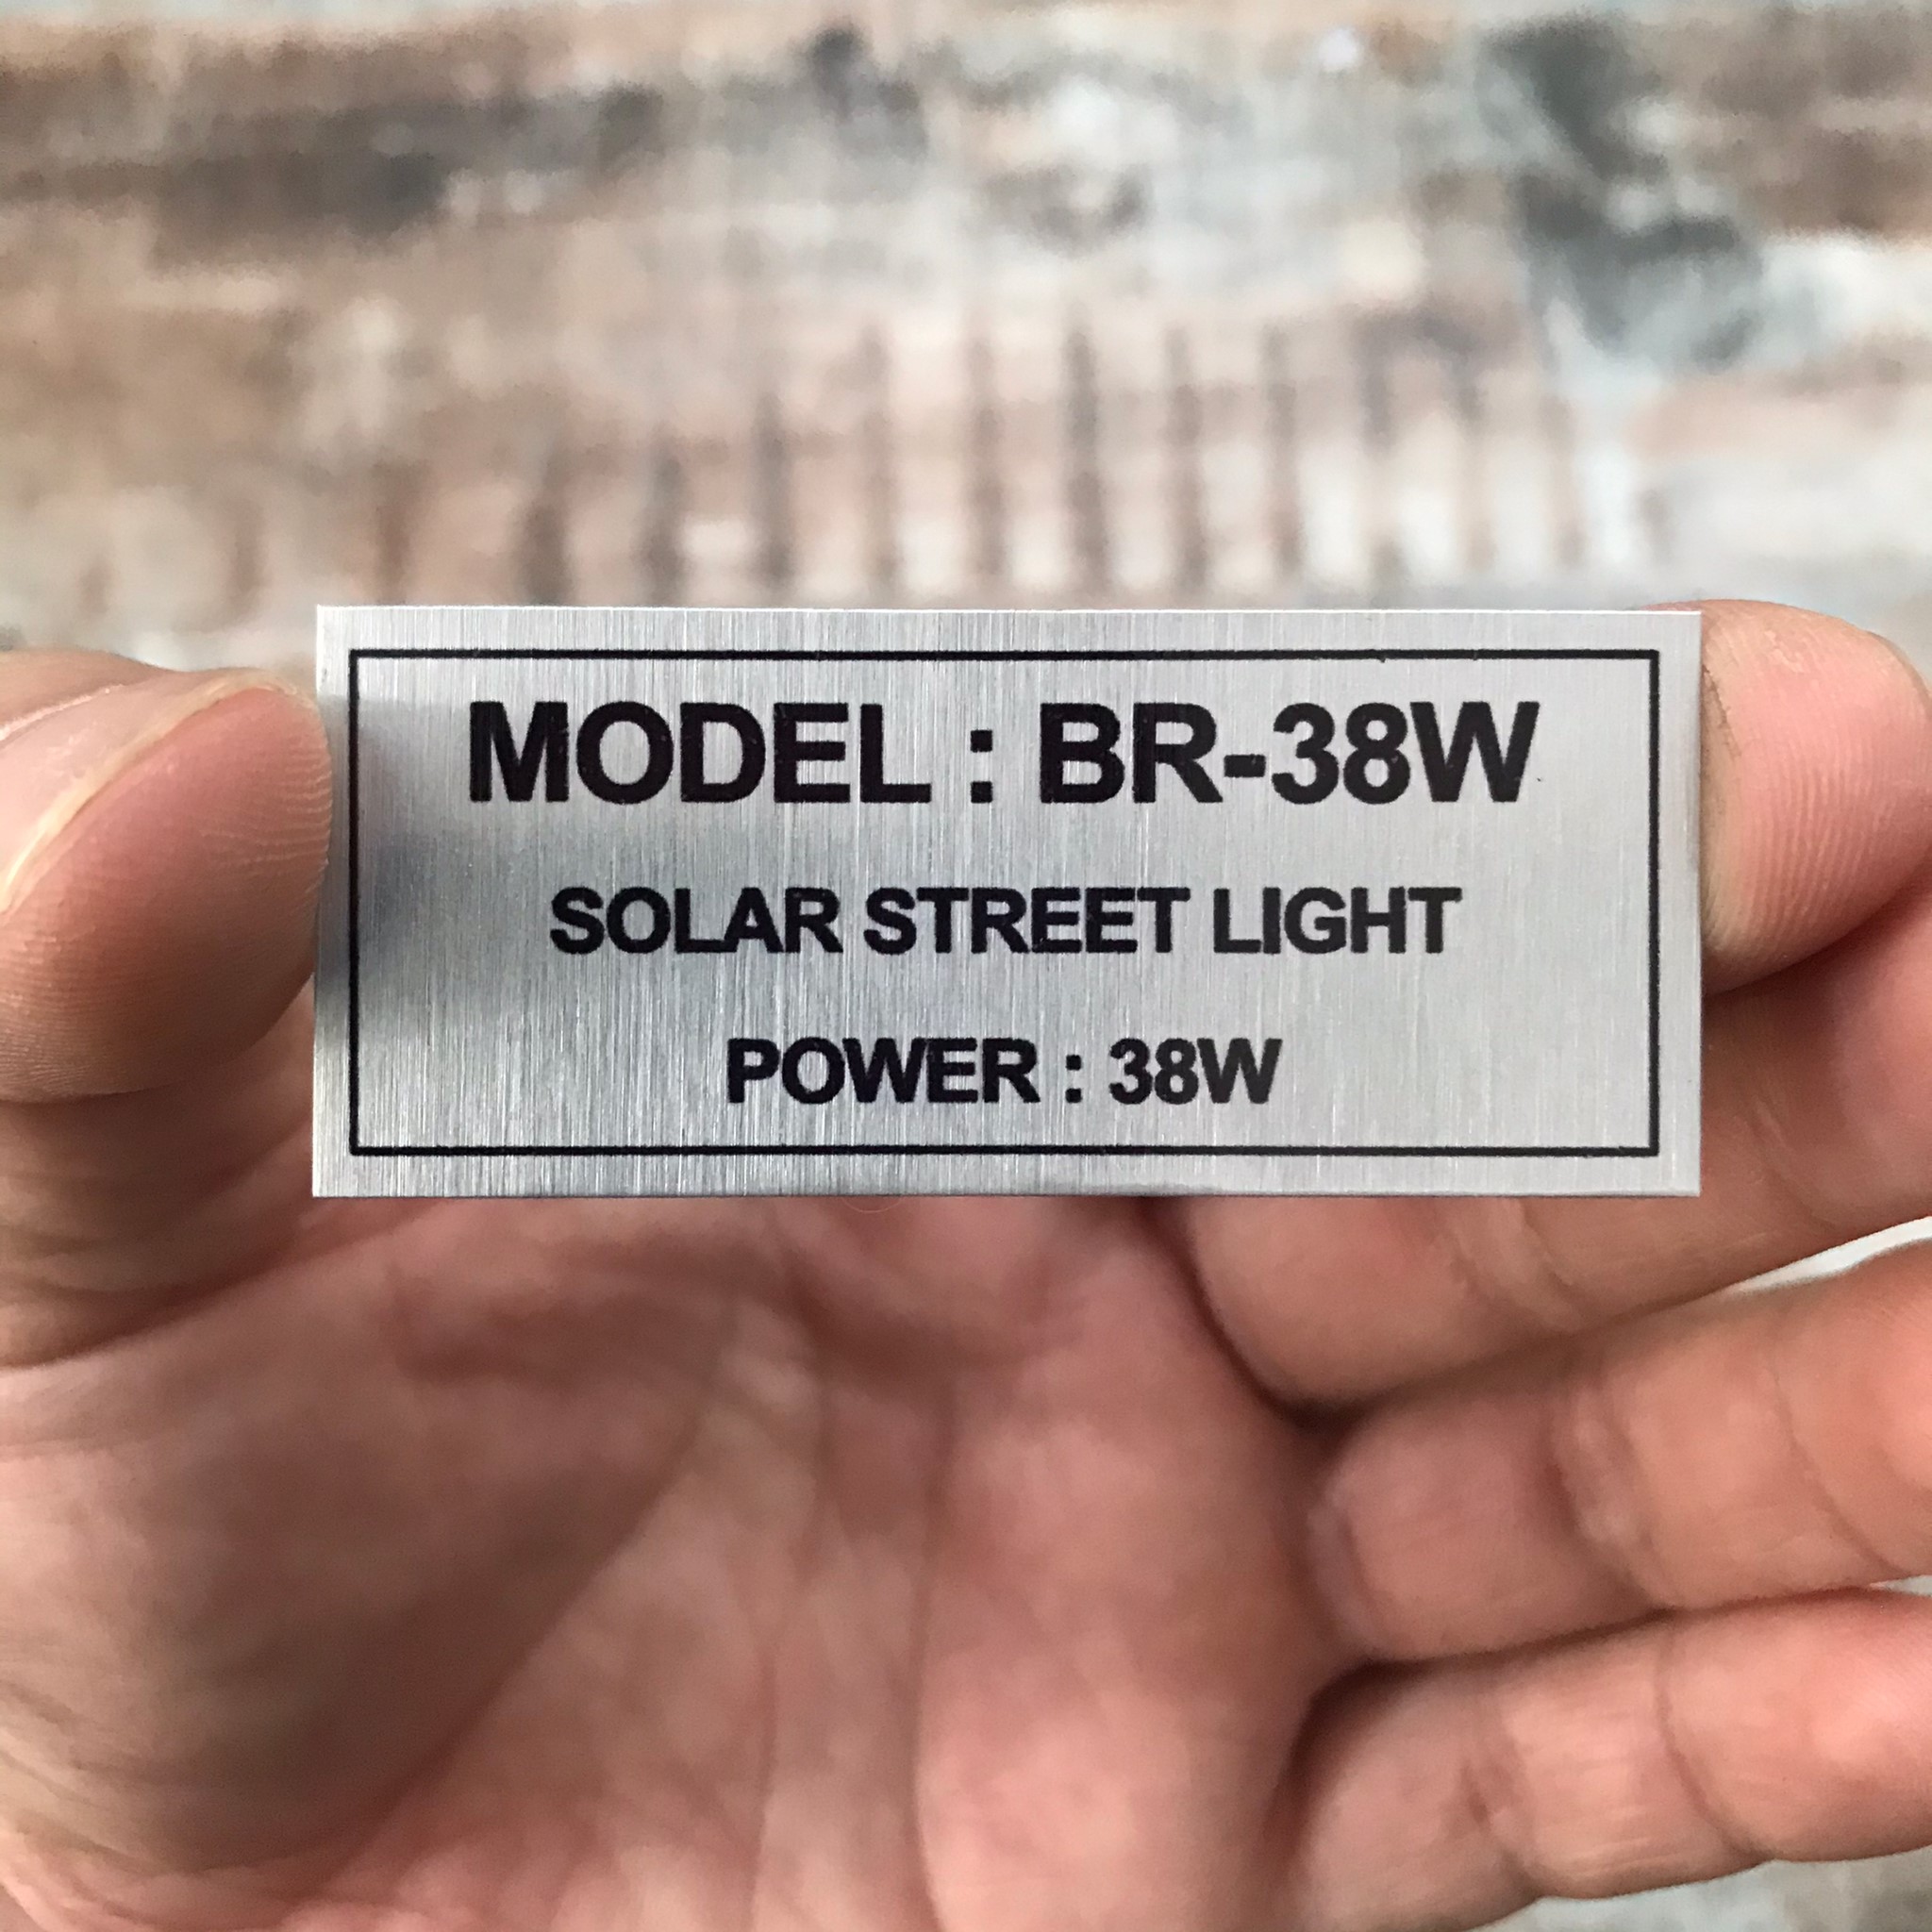 MODEL : BR-38W
SOLAR STREET LIGHT
POWER : 38W